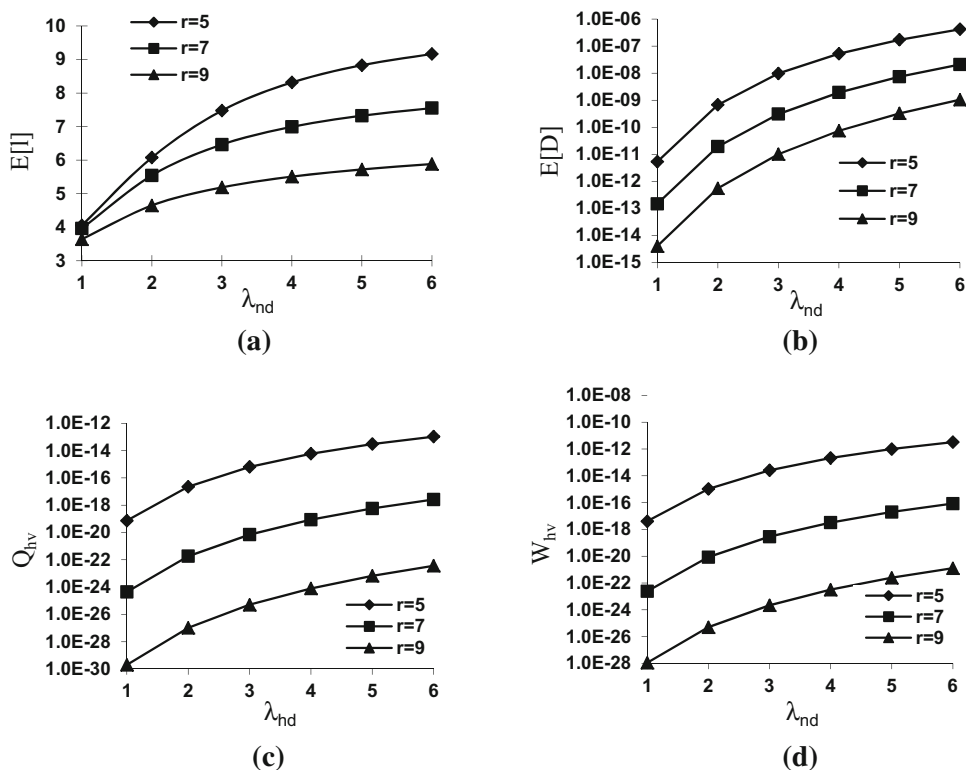 10
9
8
7
6
5
4
3
E[l]
r=5
r=7
r=9
1 2 3 4 5 6
λnd
(a)
1.0E-06
1.0E-07
1.0E-08
1.0E-09
1.0E-10
1.0E-11
1.0E-12
1.0E-13
1.0E-14
1.0E-15
E[D]
r=5
r=7
r=9
1 2 3 4 5 6
λnd
(b)
1.0E-12
1.0E-14
1.0E-16
1.0E-18
1.0E-20
1.0E-22
1.0E-24
1.0E-26
1.0E-28
1.0E-30
Qhv
r=5
r=7
r=9
1 2 3 4 5 6
λhd
(c)
1.0E-08
1.0E-10
1.0E-12
1.0E-14
1.0E-16
1.0E-18
1.0E-20
1.0E-22
1.0E-24
1.0E-26
1.0E-28
Whv
r=5
r=7
r=9
1 2 3 4 5 6
λnd
(d)